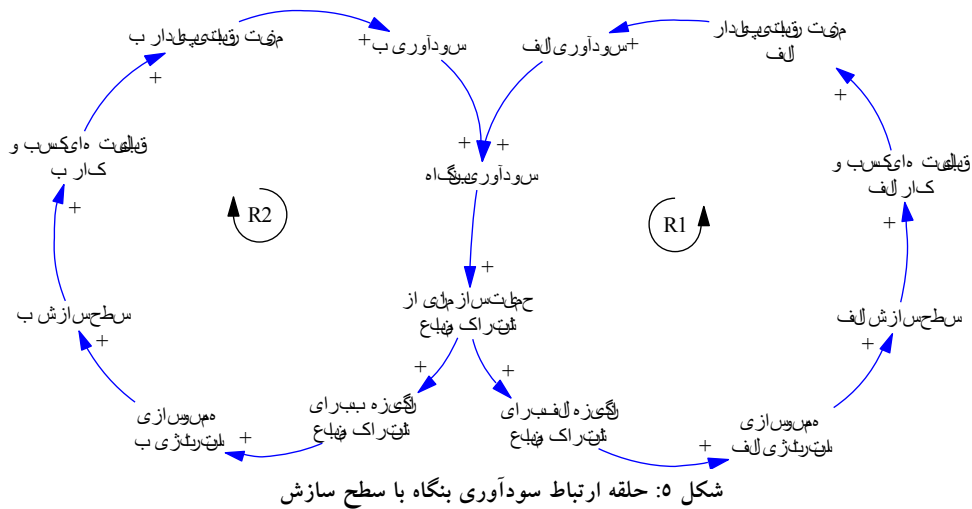 مزیت رقابتی پایدار
الف
سودآوری الف
+
سودآوری ب
+
مزیت رقابتی پایدار ب
+
+
قابلیت های کسب و
کار الف
+
+
+
سودآوری بنگاه
قابلیت های کسب و
کار ب
+
+
R1
R2
+
حمایت سازمانی از
اشتراک منابع
سطح سازش الف
+
سطح سازش ب
+
+
+
همسوسازی
استراتژی الف
+
انگیزه الف برای
اشتراک منابع
انگیزه ب برای
اشتراک منابع
همسوسازی
استراتژی ب
+
شکل ٥: حلقه ارتباط سودآوری بنگاه با سطح سازش